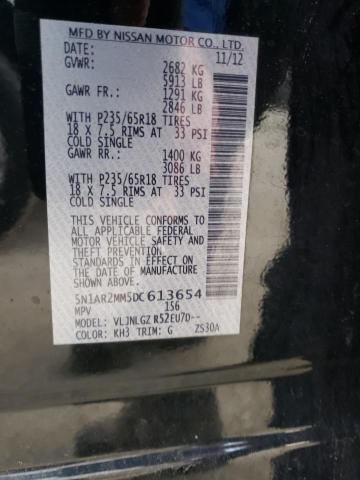 MFD BY NISSAN MOTOR CO., LTD.
DATE: 11/12
GVWR: 2682 KG
5913 LB
GAWR FR.: 1291 KG
2846 LB
WITH P235/65R18 TIRES
18 X 7.5 RIMS AT 33 PSI
COLD SINGLE
GAWR RR.: 1400 KG
3086 LB
WITH P235/65R18 TIRES
18 X 7.5 RIMS AT 33 PSI
COLD SINGLE
THIS VEHICLE CONFORMS TO
ALL APPLICABLE FEDERAL
MOTOR VEHICLE SAFETY AND
THEFT PREVENTION
STANDARDS IN EFFECT ON
THE DATE OF MANUFACTURE
SHOWN ABOVE.
5N1AR2MM5DC613654
MPV 156
MODEL: VLJNLGZ R52EU7D--
COLOR: KH3 TRIM: G ZS30A